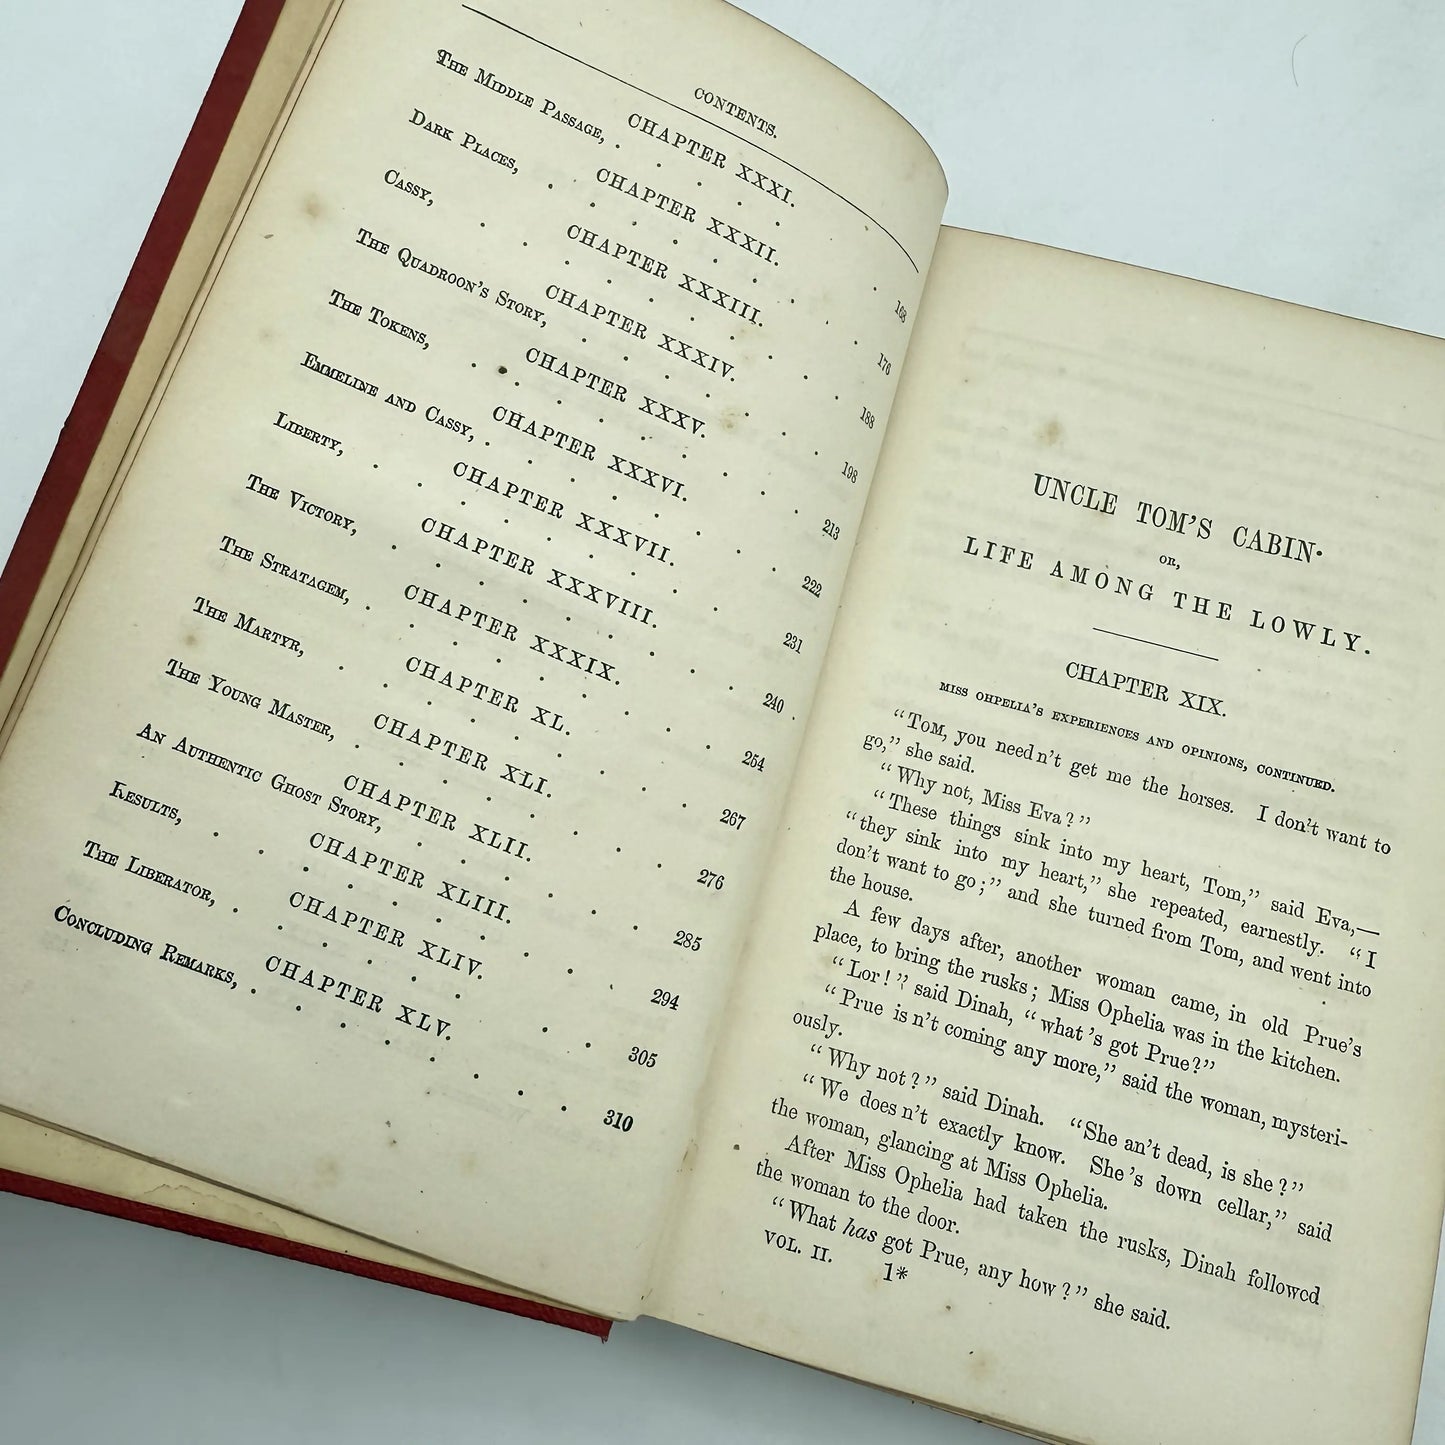 CONTENTS.
CHAPTER XXXI.
THE MIDDLE PASSAGE, . . . . . . 168
CHAPTER XXXII.
DARK PLACES, . . . . . . . 176
CHAPTER XXXIII.
CASSY, . . . . . . . . 188
CHAPTER XXXIV.
THE QUADROON'S STORY, . . . . . . 198
CHAPTER XXXV.
THE TOKENS, . . . . . . . 213
CHAPTER XXXVI.
EMMELINE AND CASSY, . . . . . . 222
CHAPTER XXXVII.
LIBERTY, . . . . . . . . 231
CHAPTER XXXVIII.
THE VICTORY, . . . . . . . 240
CHAPTER XXXIX.
THE STRATAGEM, . . . . . . . 254
CHAPTER XL.
THE MARTYR, . . . . . . . 267
CHAPTER XLI.
THE YOUNG MASTER, . . . . . . 276
CHAPTER XLII.
AN AUTHENTIC GHOST STORY, . . . . . 285
CHAPTER XLIII.
RESULTS, . . . . . . . . 294
CHAPTER XLIV.
THE LIBERATOR, . . . . . . . 305
CHAPTER XLV.
CONCLUDING REMARKS, . . . . . . 310
UNCLE TOM'S CABIN.
OR,
LIFE AMONG THE LOWLY.
CHAPTER XIX.
MISS OHPELIA'S EXPERIENCES AND OPINIONS, CONTINUED.
"TOM, you need n't get me the horses. I don't want to
go," she said.
"Why not, Miss Eva?"
"These things sink into my heart, Tom," said Eva,—
"they sink into my heart," she repeated, earnestly. "I
don't want to go;" and she turned from Tom, and went into
the house.
A few days after, another woman came, in old Prue's
place, to bring the rusks; Miss Ophelia was in the kitchen.
"Lor!" said Dinah, "what's got Prue?"
"Prue is n't coming any more," said the woman, mysteri-
ously.
"Why not?" said Dinah. "She an't dead, is she?"
"We does n't exactly know. She's down cellar," said
the woman, glancing at Miss Ophelia.
After Miss Ophelia had taken the rusks, Dinah followed
the woman to the door.
"What has got Prue, any how?" she said.
VOL. II. 1*